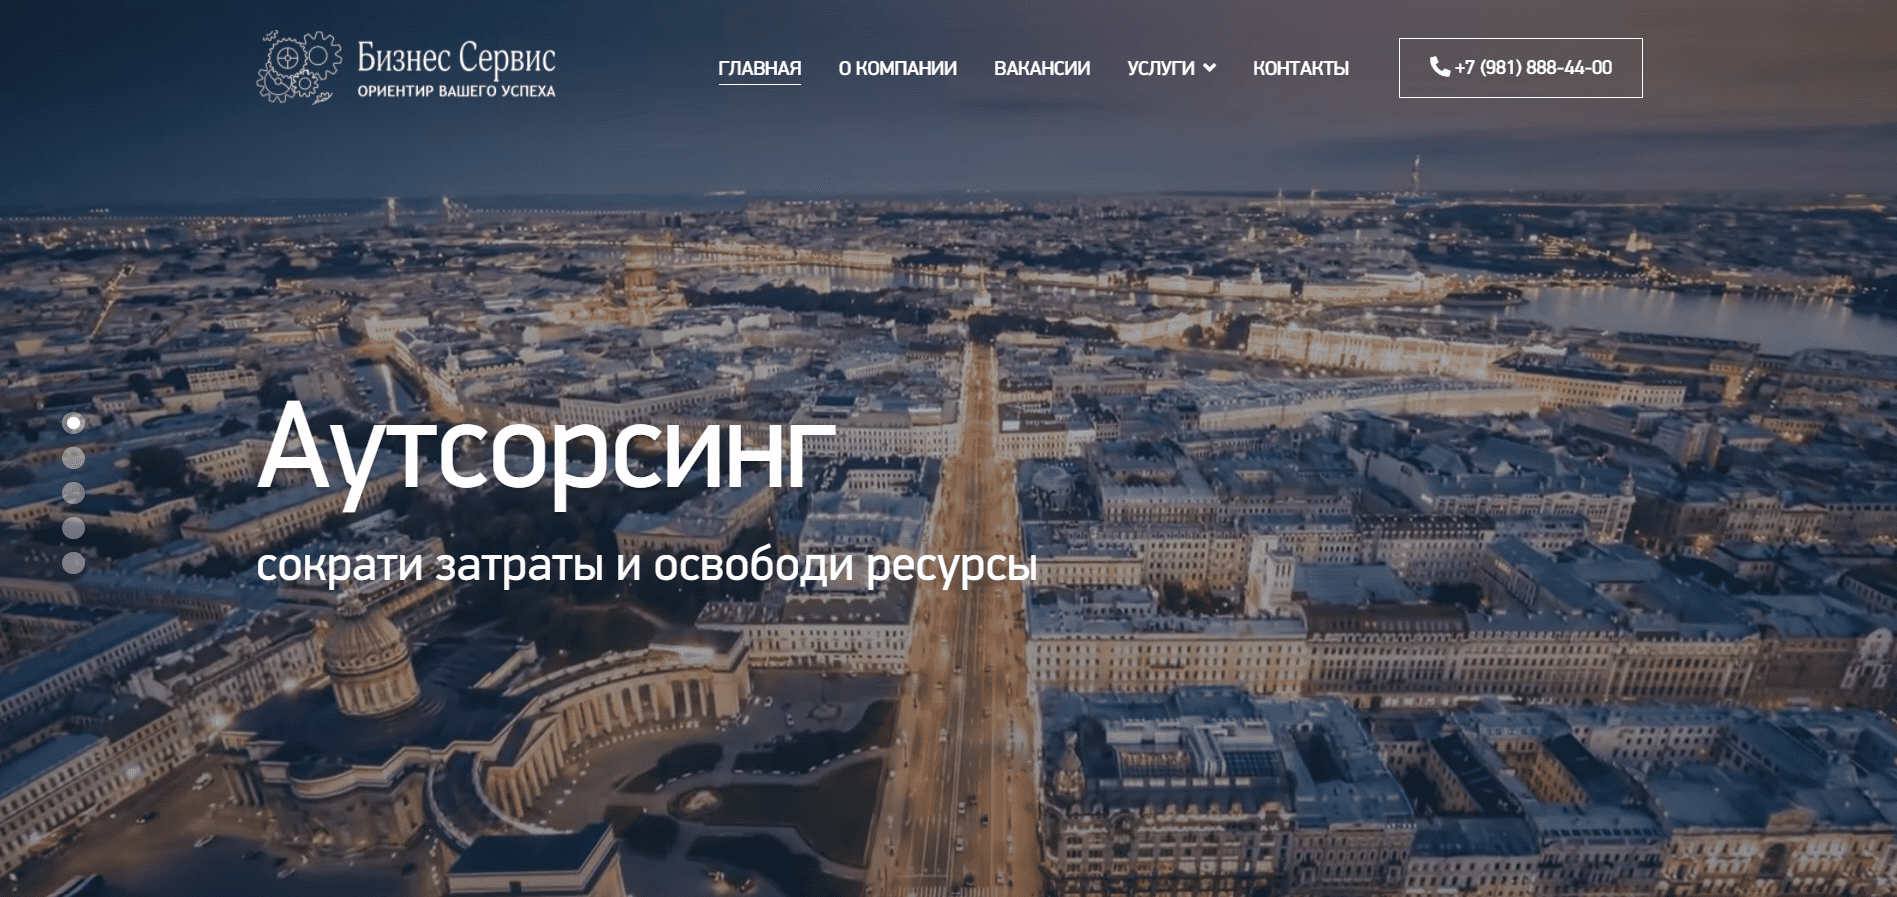 Бизнес Сервис
ОРИЕНТИР ВАШЕГО УСПЕХА
ГЛАВНАЯ О КОМПАНИИ ВАКАНСИИ УСЛУГИ КОНТАКТЫ
+7 (981) 888-44-00
Аутсорсинг
сократи затраты и освободи ресурсы